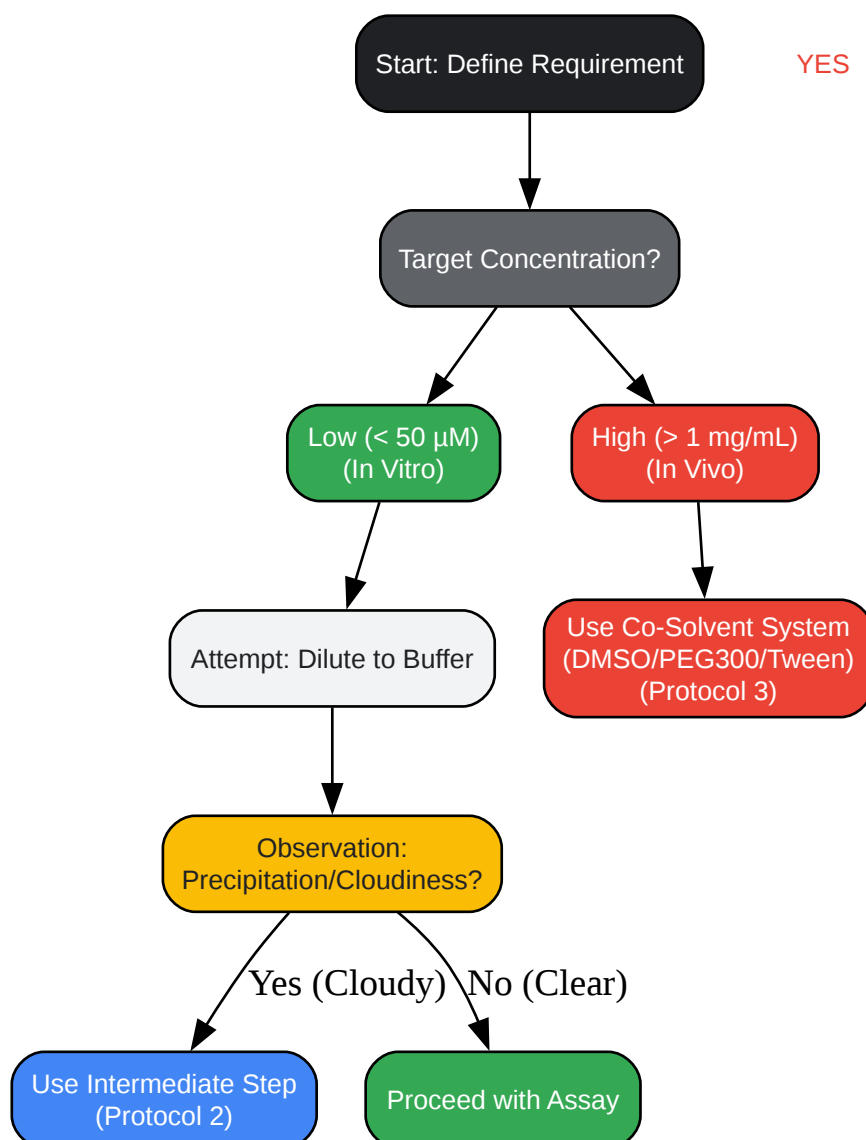 Start: Define Requirement
YES
Target Concentration?
Low (< 50 µM)
(In Vitro)
High (> 1 mg/mL)
(In Vivo)
Attempt: Dilute to Buffer
Use Co-Solvent System
(DMSO/PEG300/Tween)
(Protocol 3)
Observation:
Precipitation/Cloudiness?
Yes (Cloudy)
No (Clear)
Use Intermediate Step
(Protocol 2)
Proceed with Assay